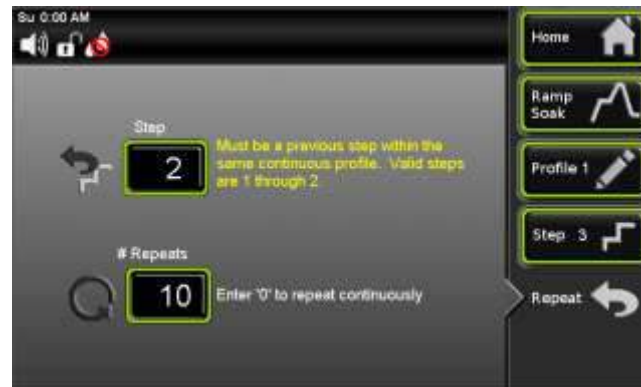 Su 0:00 AM
Home
Ramp
Soak
Profile 1
Step 3
Repeat
Step
2
Must be a previous step within the
same continuous profile. Valid steps
are 1 through 2
# Repeats
10
Enter '0' to repeat continuously